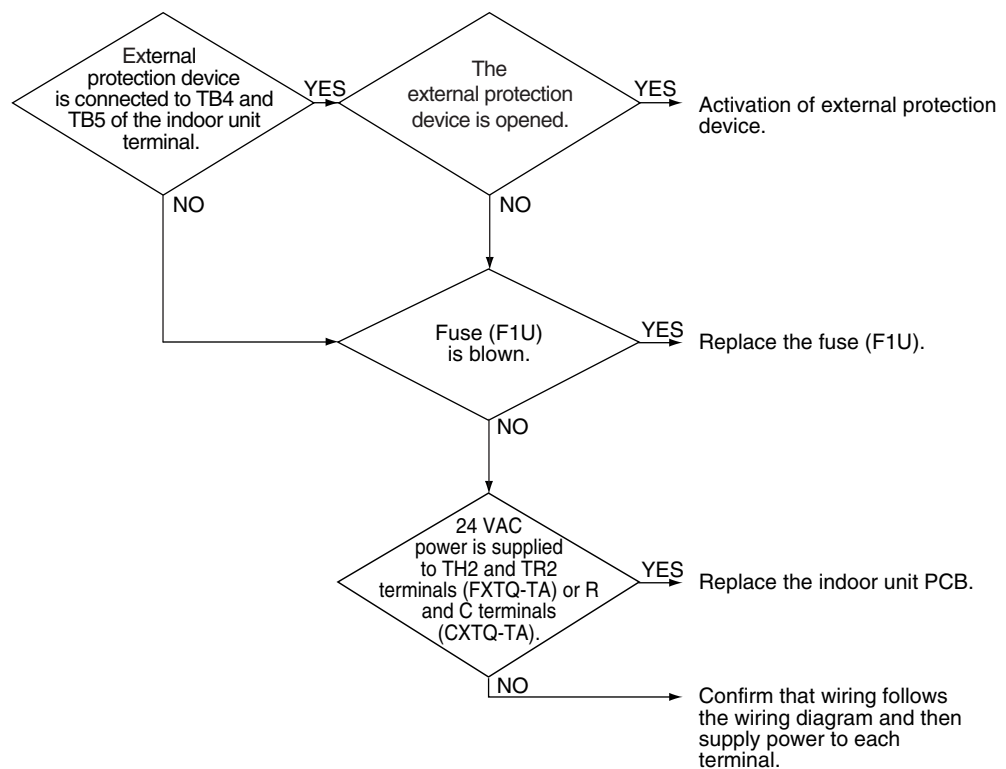 External
protection device
is connected to TB4 and
TB5 of the indoor unit
terminal.
YES
NO
The
external protection
device is opened.
YES
Activation of external protection
device.
NO
Fuse (F1U)
is blown.
YES
Replace the fuse (F1U).
NO
24 VAC
power is supplied
to TH2 and TR2
terminals (FXTQ-TA) or R
and C terminals
(CXTQ-TA).
YES
Replace the indoor unit PCB.
NO
Confirm that wiring follows
the wiring diagram and then
supply power to each
terminal.